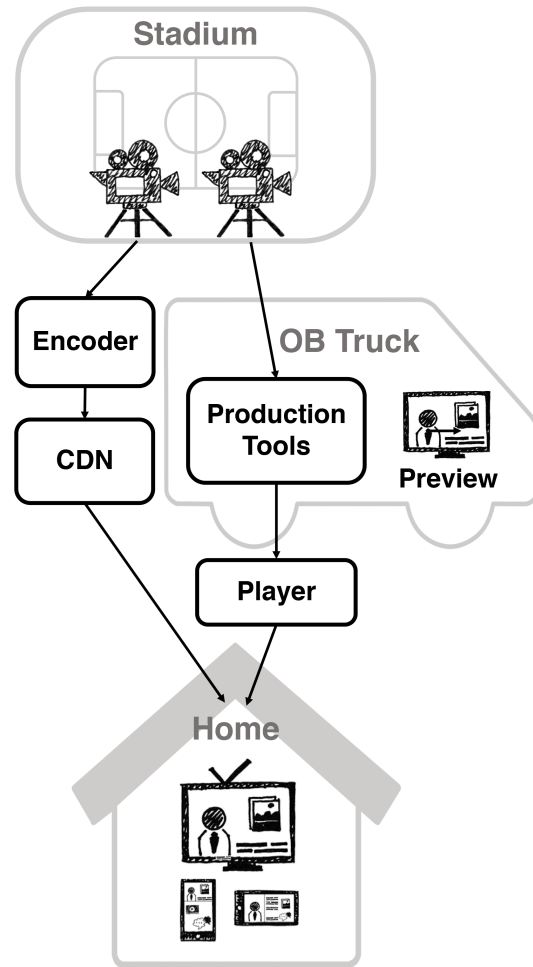 Stadium
Encoder
OB Truck
Production
Tools
CDN
Preview
Player
Home